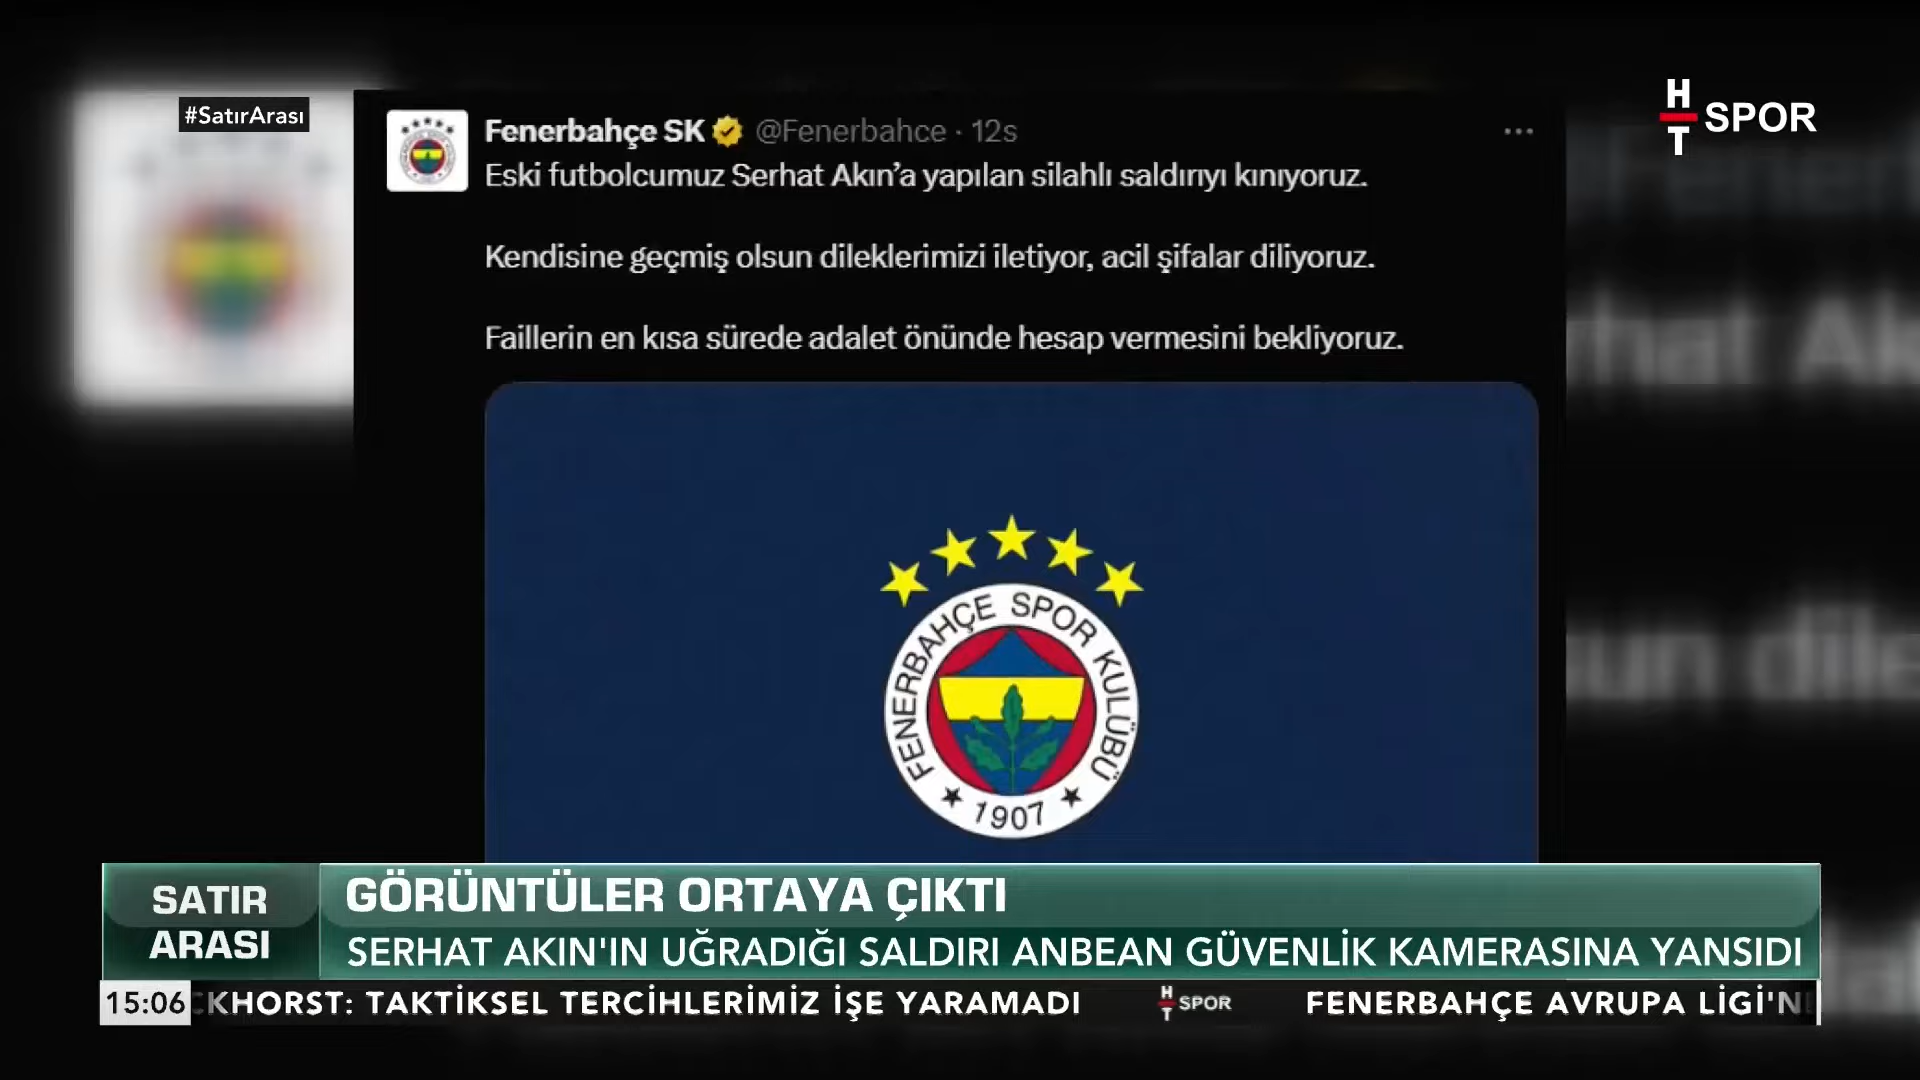 #SatırArası
HT SPOR
Fenerbahçe SK @Fenerbahce · 12s
Eski futbolcumuz Serhat Akın’a yapılan silahlı saldırıyı kınıyoruz.
Kendisine geçmiş olsun dileklerimizi iletiyor, acil şifalar diliyoruz.
Faillerin en kısa sürede adalet önünde hesap vermesini bekliyoruz.
FENERBAHÇE SPOR KULÜBÜ
1907
SATIR
ARASI
GÖRÜNTÜLER ORTAYA ÇIKTI
SERHAT AKIN'IN UĞRADIĞI SALDIRI ANBEAN GÜVENLİK KAMERASINA YANSIDI
15:06 CKHORST: TAKTİKSEL TERCİHLERİMİZ İŞE YARAMADI HT SPOR FENERBAHÇE AVRUPA LİGİ'N